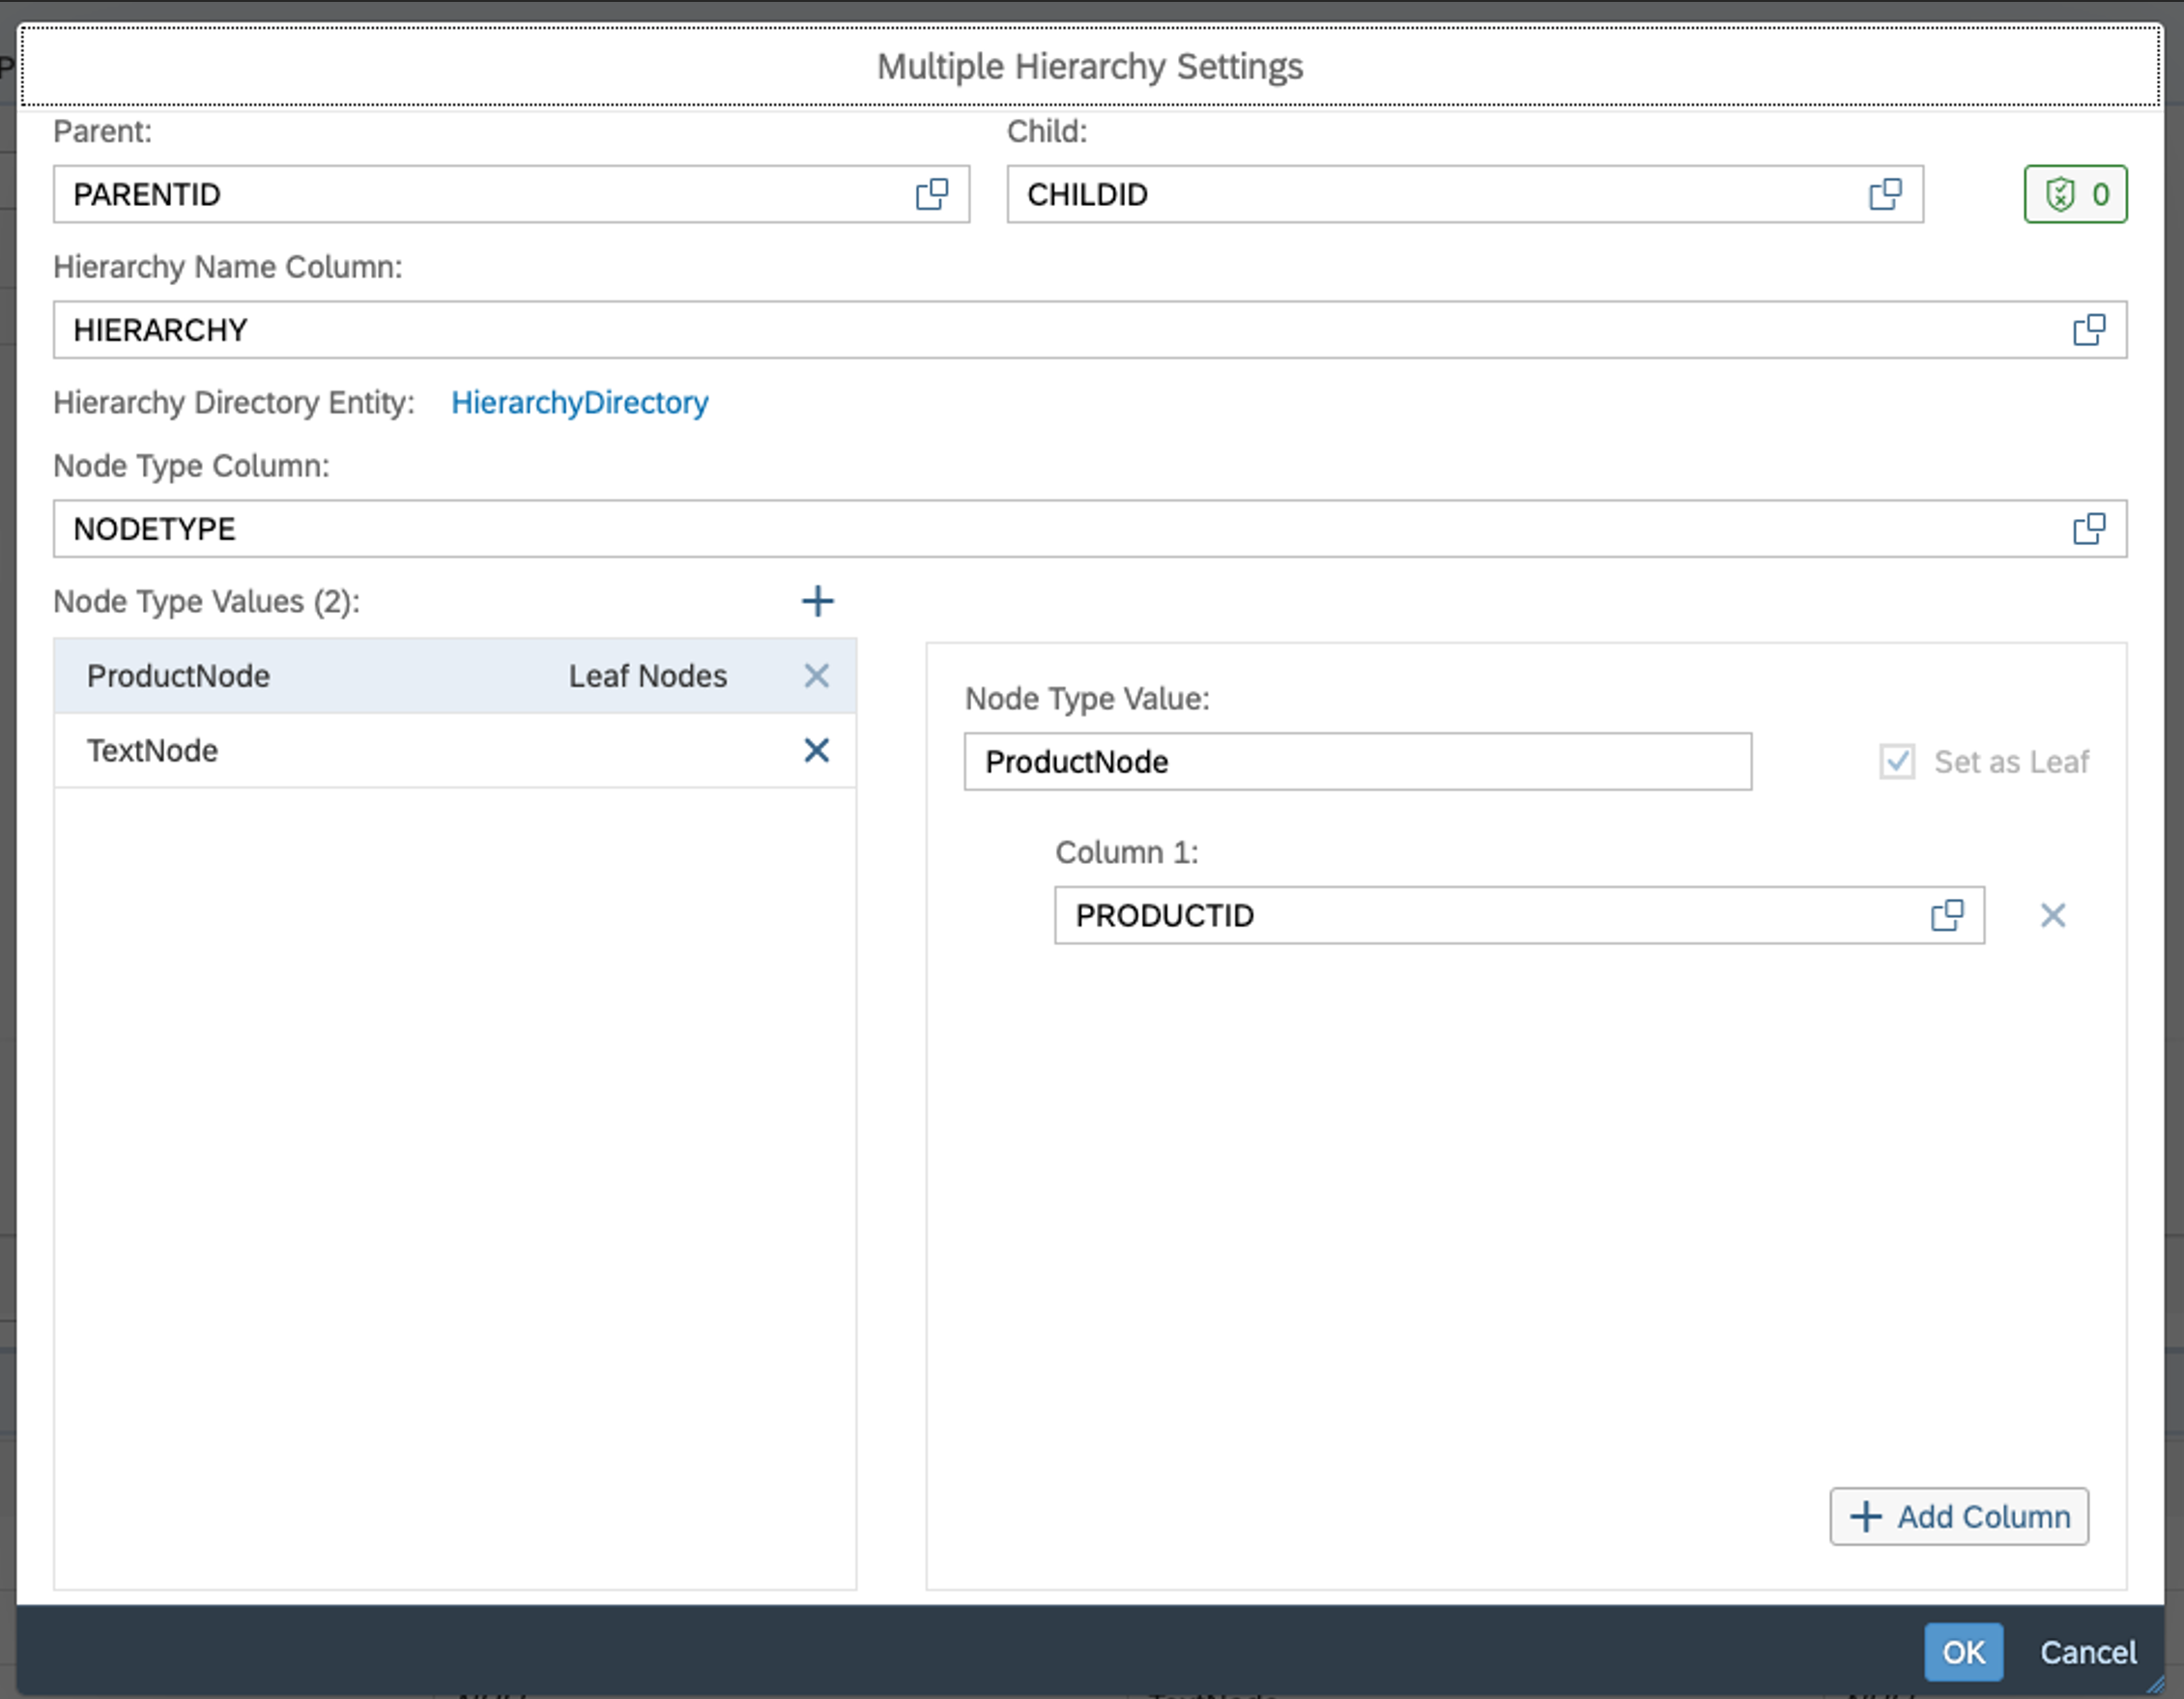 Multiple Hierarchy Settings
Parent: Child:
PARENTID CHILDID 0
Hierarchy Name Column:
HIERARCHY
Hierarchy Directory Entity: HierarchyDirectory
Node Type Column:
NODETYPE
Node Type Values (2):
ProductNode Leaf Nodes
TextNode
Node Type Value:
ProductNode Set as Leaf
Column 1:
PRODUCTID
Add Column
OK Cancel